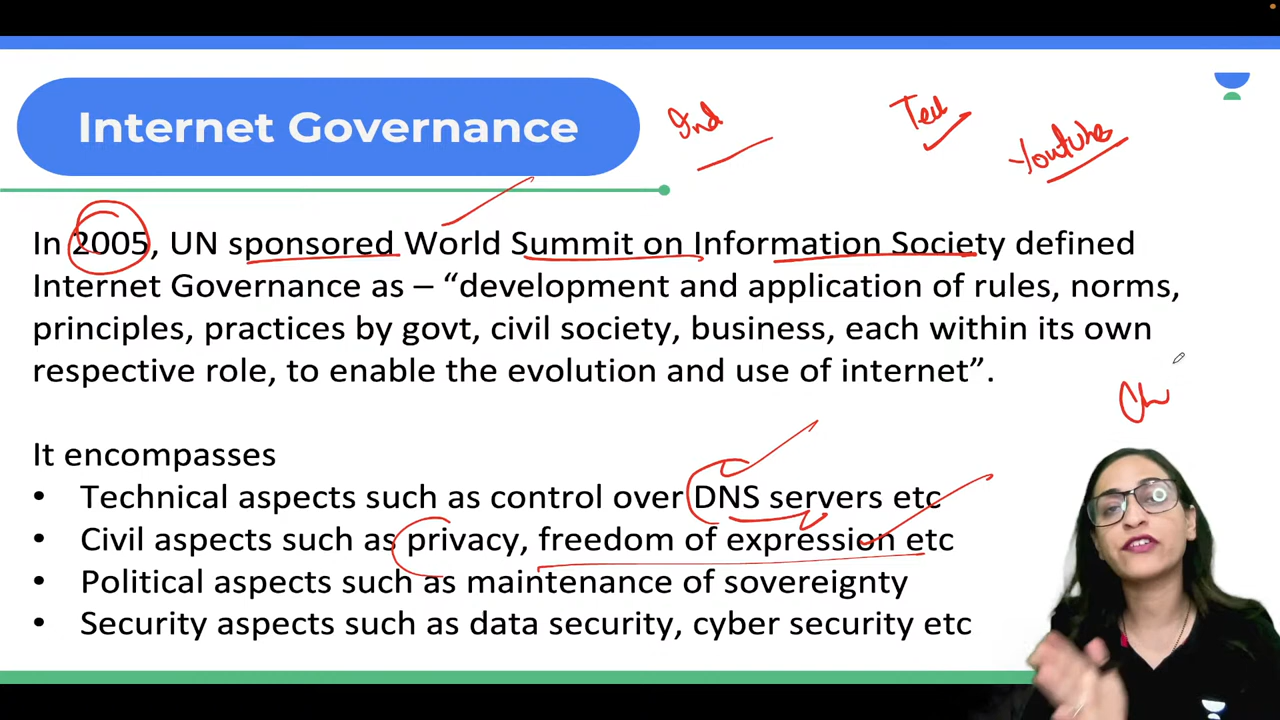 Internet Governance
Ind
Tech
Youtube
In 2005, UN sponsored World Summit on Information Society defined
Internet Governance as – “development and application of rules, norms,
principles, practices by govt, civil society, business, each within its own
respective role, to enable the evolution and use of internet”.
It encompasses
• Technical aspects such as control over DNS servers etc
• Civil aspects such as privacy, freedom of expression etc
• Political aspects such as maintenance of sovereignty
• Security aspects such as data security, cyber security etc